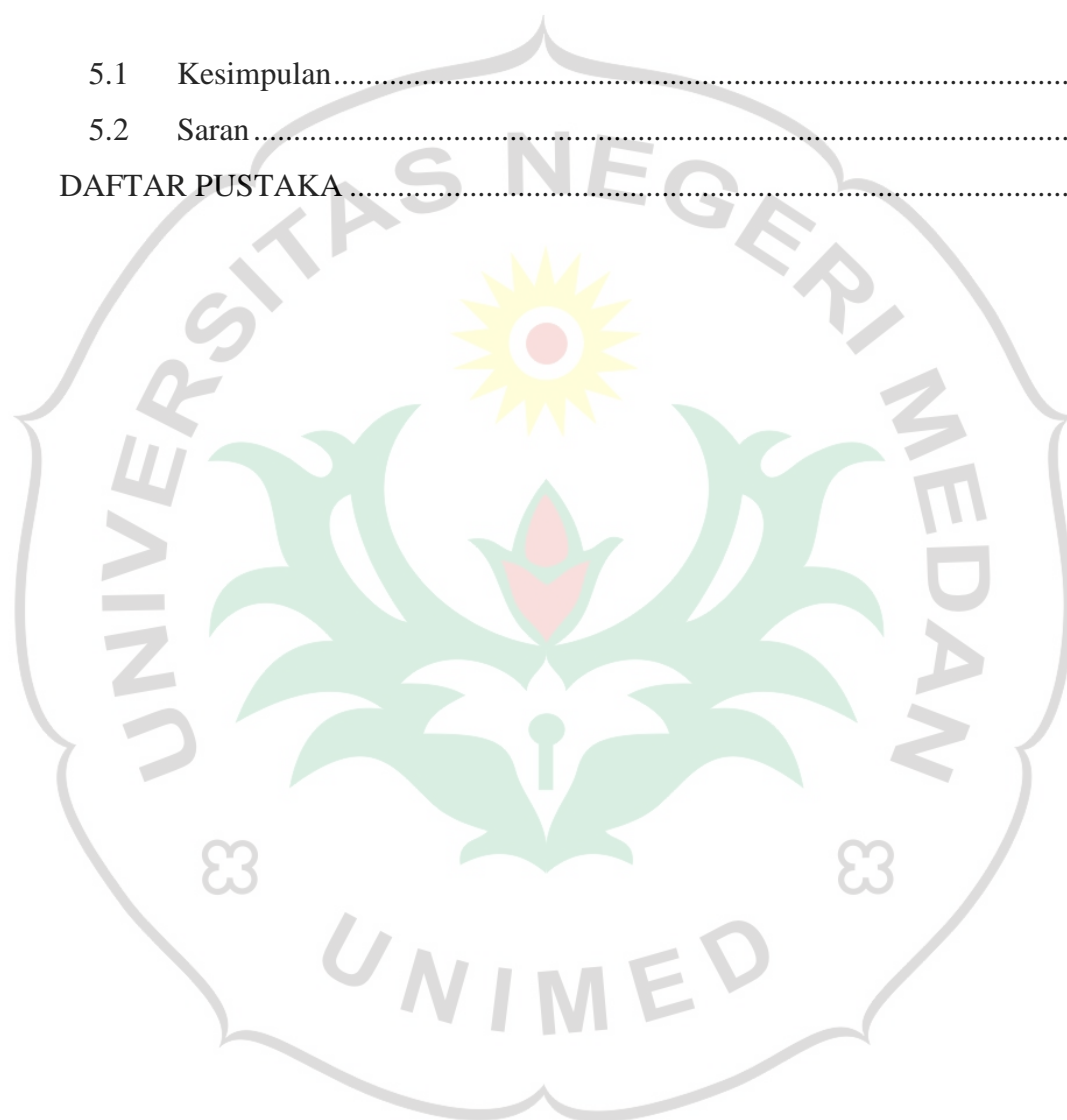 5.1 Kesimpulan........................................................................................
5.2 Saran....................................................................................................
DAFTAR PUSTAKA........................................................................................
UNIVERSITAS NEGERI MEDAN
UNIMED